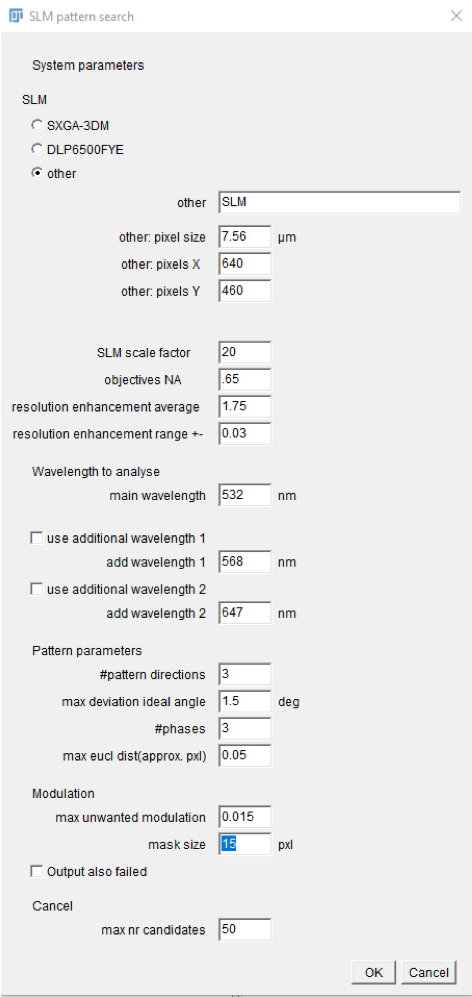 SLM pattern search
System parameters
SLM
SXGA-3DM
DLP6500FYE
other
other SLM
other: pixel size 7.56 µm
other: pixels X 640
other: pixels Y 460
SLM scale factor 20
objectives NA .65
resolution enhancement average 1.75
resolution enhancement range +- 0.03
Wavelength to analyse
main wavelength 532 nm
use additional wavelength 1
add wavelength 1 568 nm
use additional wavelength 2
add wavelength 2 647 nm
Pattern parameters
#pattern directions 3
max deviation ideal angle 1.5 deg
#phases 3
max eucl dist(approx. pxl) 0.05
Modulation
max unwanted modulation 0.015
mask size 15 pxl
Output also failed
Cancel
max nr candidates 50
OK Cancel